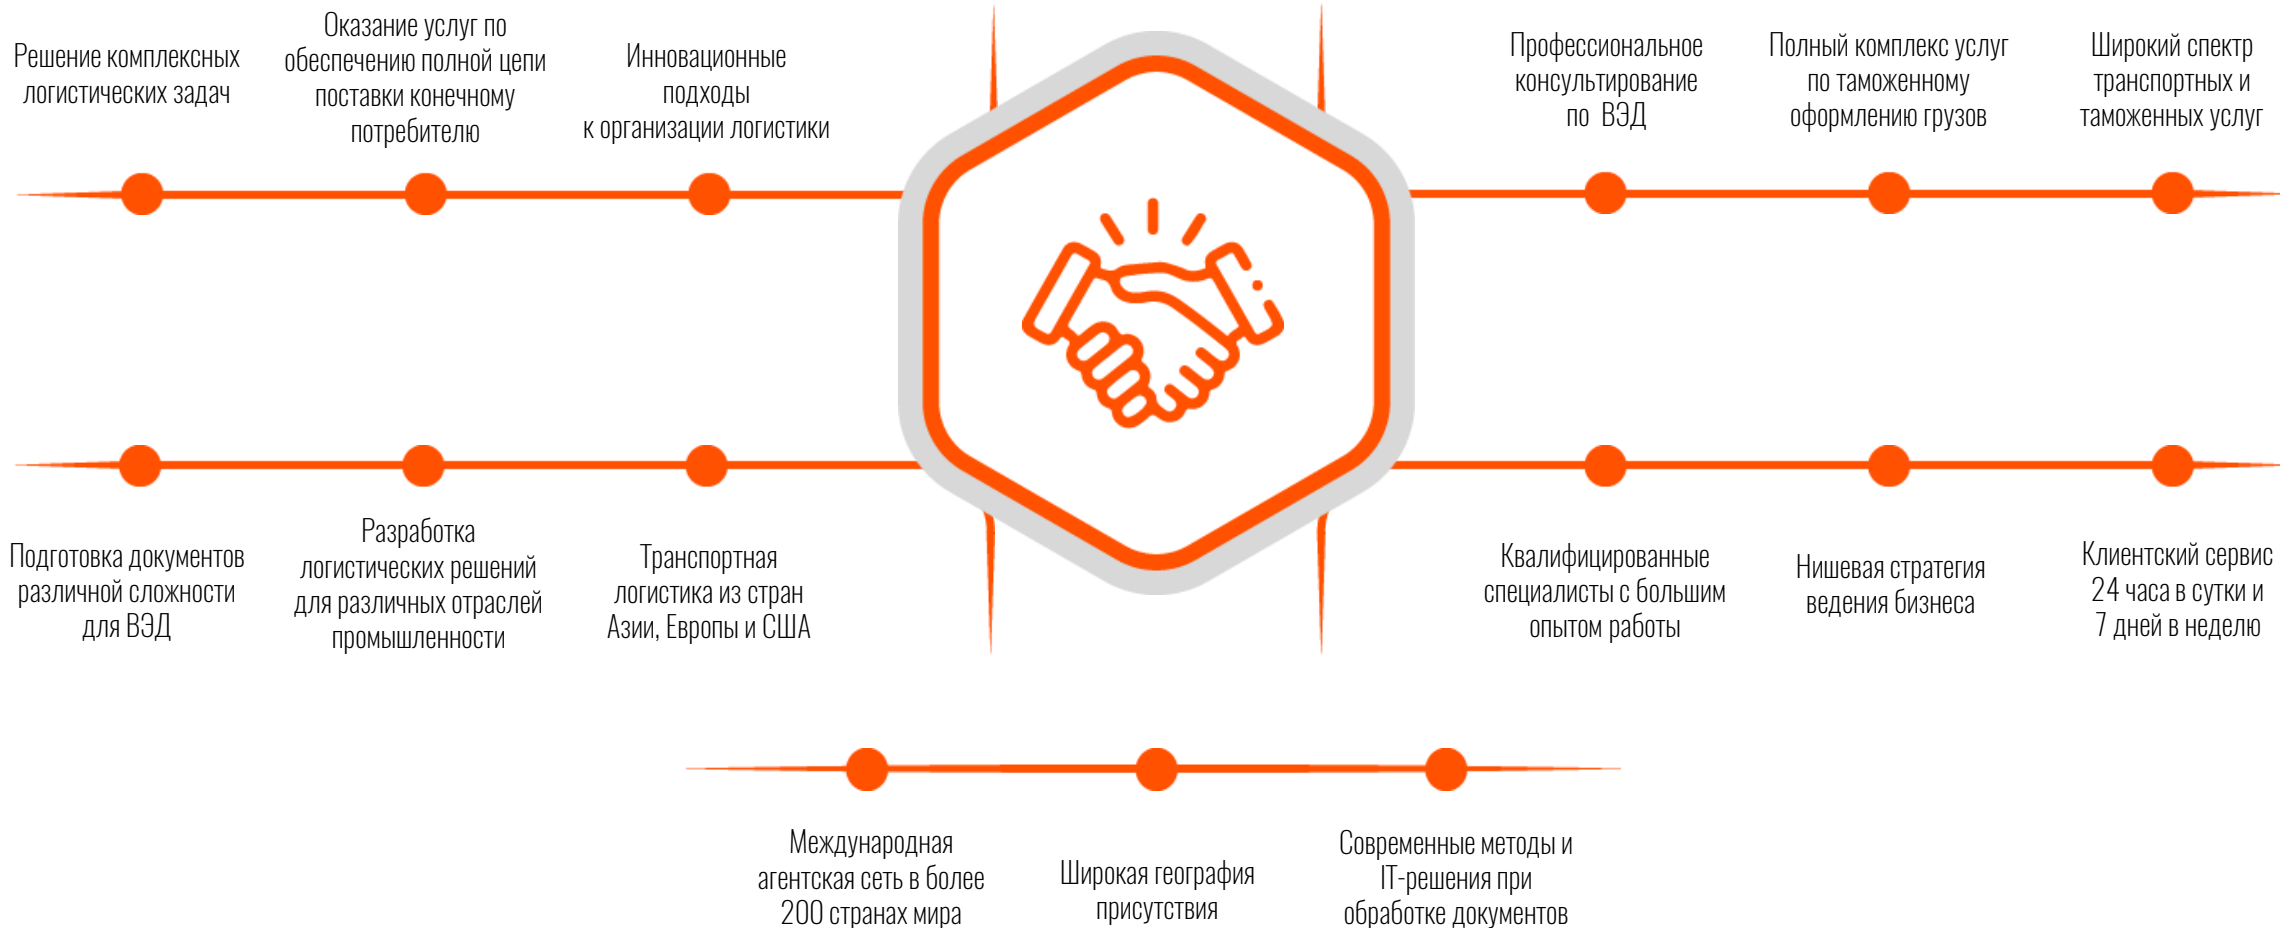 Решение комплексных
логистических задач
Оказание услуг по
обеспечению полной цепи
поставки конечному
потребителю
Инновационные
подходы
к организации логистики
Профессиональное
консультирование
по ВЭД
Полный комплекс услуг
по таможенному
оформлению грузов
Широкий спектр
транспортных и
таможенных услуг
Подготовка документов
различной сложности
для ВЭД
Разработка
логистических решений
для различных отраслей
промышленности
Транспортная
логистика из стран
Азии, Европы и США
Квалифицированные
специалисты с большим
опытом работы
Нишевая стратегия
ведения бизнеса
Клиентский сервис
24 часа в сутки и
7 дней в неделю
Международная
агентская сеть в более
200 странах мира
Широкая география
присутствия
Современные методы и
IT-решения при
обработке документов